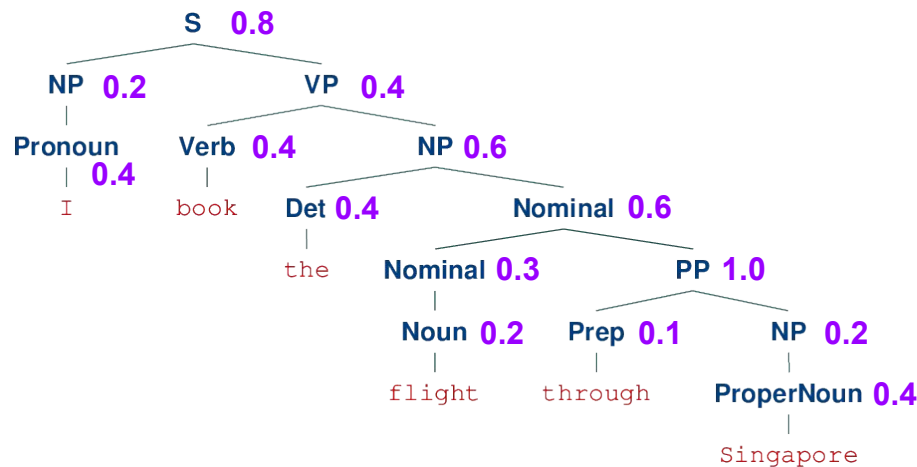 S 0.8
NP 0.2 VP 0.4
Pronoun 0.4 Verb 0.4 NP 0.6
I book Det 0.4 Nominal 0.6
the Nominal 0.3 PP 1.0
Noun 0.2 Prep 0.1 NP 0.2
flight through ProperNoun 0.4
Singapore